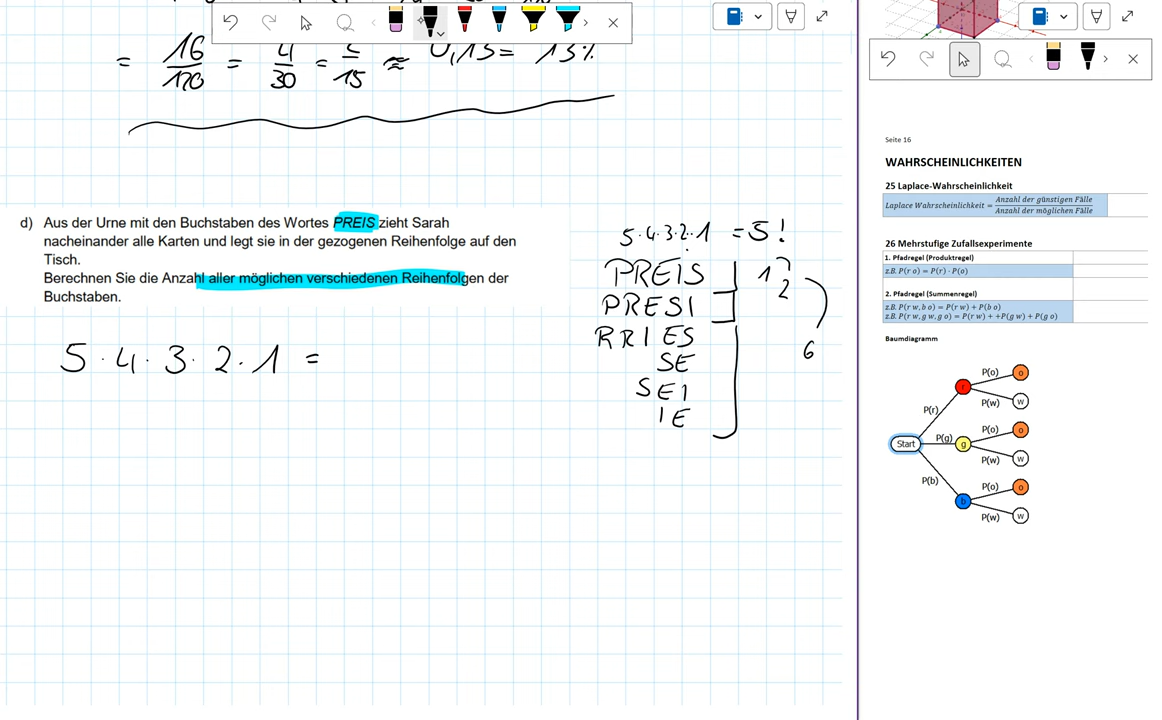 = 16/120 = 4/30 = 2/15 ≈ 0,13 = 13%
d) Aus der Urne mit den Buchstaben des Wortes PREIS zieht Sarah
nacheinander alle Karten und legt sie in der gezogenen Reihenfolge auf den
Tisch.
Berechnen Sie die Anzahl aller möglichen verschiedenen Reihenfolgen der
Buchstaben.
5·4·3·2·1 =
5·4·3·2·1 = 5!
PREIS 1?
PRESI 2
RRIES
SE 6
SEI
IE
Seite 16
WAHRSCHEINLICHKEITEN
25 Laplace-Wahrscheinlichkeit
Laplace Wahrscheinlichkeit = Anzahl der günstigen Fälle / Anzahl der möglichen Fälle
26 Mehrstufige Zufallsexperimente
1. Pfadregel (Produktregel)
z.B. P(r o) = P(r) · P(o)
2. Pfadregel (Summenregel)
z.B. P(r w, b o) = P(r w) + P(b o)
z.B. P(r w, g w, g o) = P(r w) + +P(g w) + P(g o)
Baumdiagramm
P(o) o
r
P(r) P(w) w
P(o) o
Start P(g) g
P(w) w
P(b) P(o) o
b
P(w) w